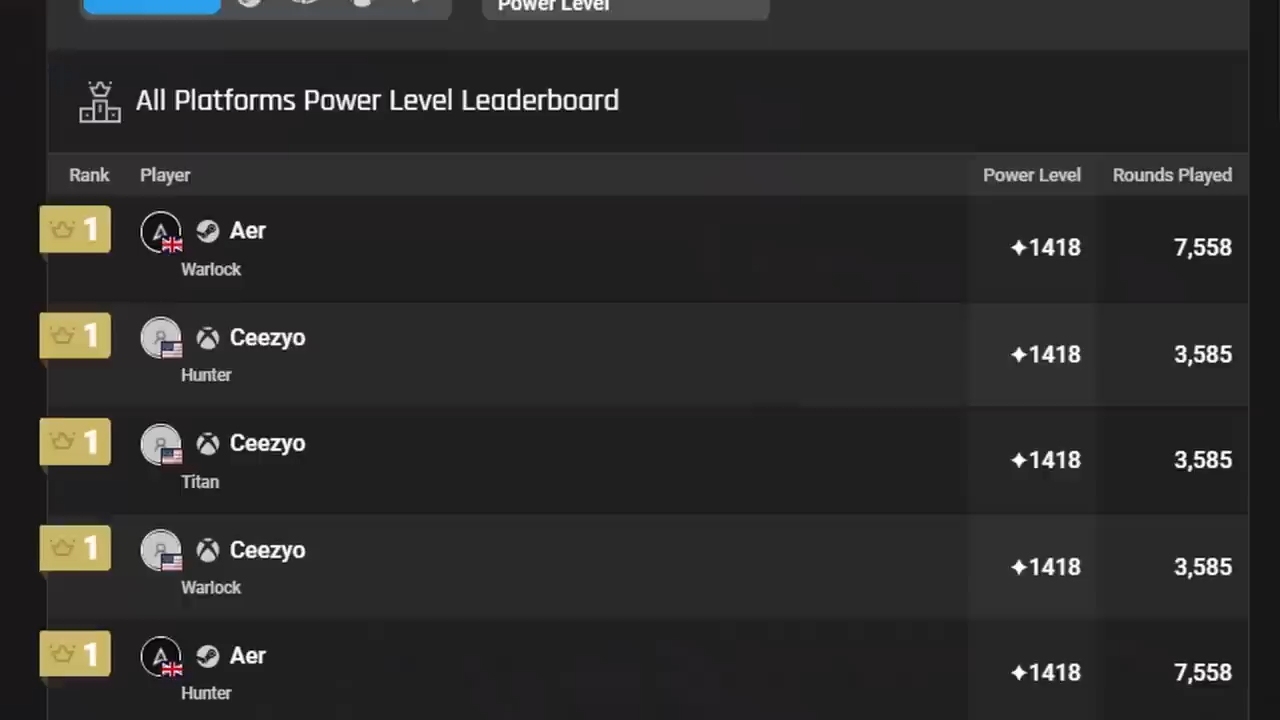 Power Level
All Platforms Power Level Leaderboard
Rank Player Power Level Rounds Played
1 Aer ✦1418 7,558
Warlock
1 Ceezyo ✦1418 3,585
Hunter
1 Ceezyo ✦1418 3,585
Titan
1 Ceezyo ✦1418 3,585
Warlock
1 Aer ✦1418 7,558
Hunter